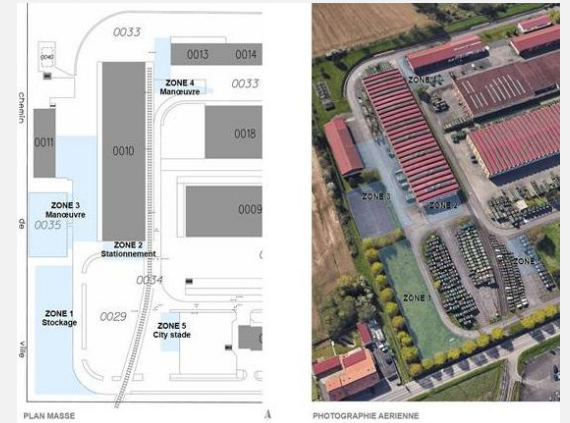 0033
0040
0013
0014
ZONE 4
Manœuvre
0033
chemin
0011
0010
0018
ZONE 3
Manœuvre
0035
de
0009
ZONE 2
Stationnement
0034
ZONE 1
Stockage
0029
ZONE 5
City stade
ville
PLAN MASSE
A
ZONE 4
ZONE 3
ZONE 2
ZONE
ZONE 1
PHOTOGRAPHIE AERIENNE